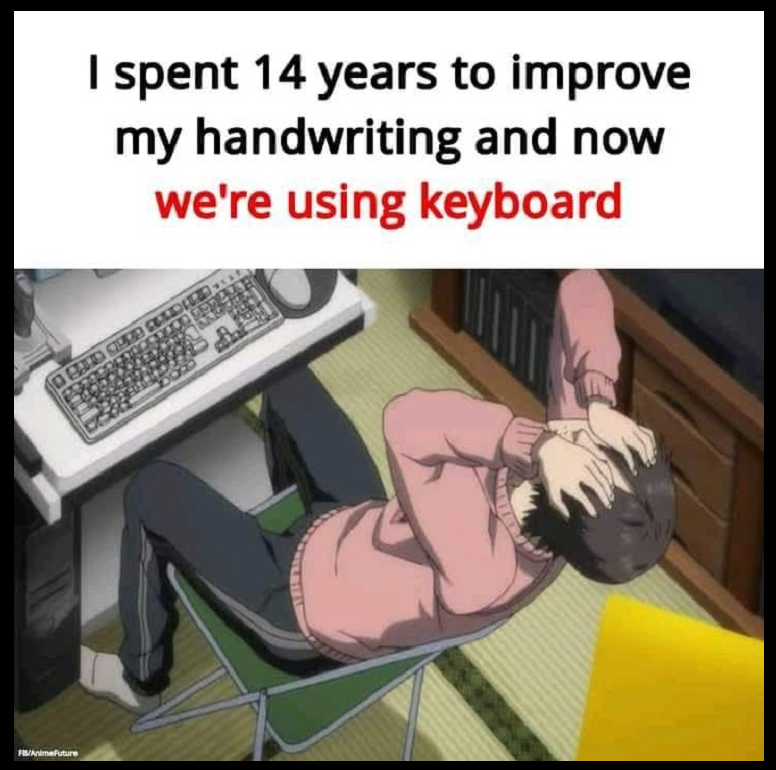 I spent 14 years to improve
my handwriting and now
we're using keyboard
FB/AnimeFuture